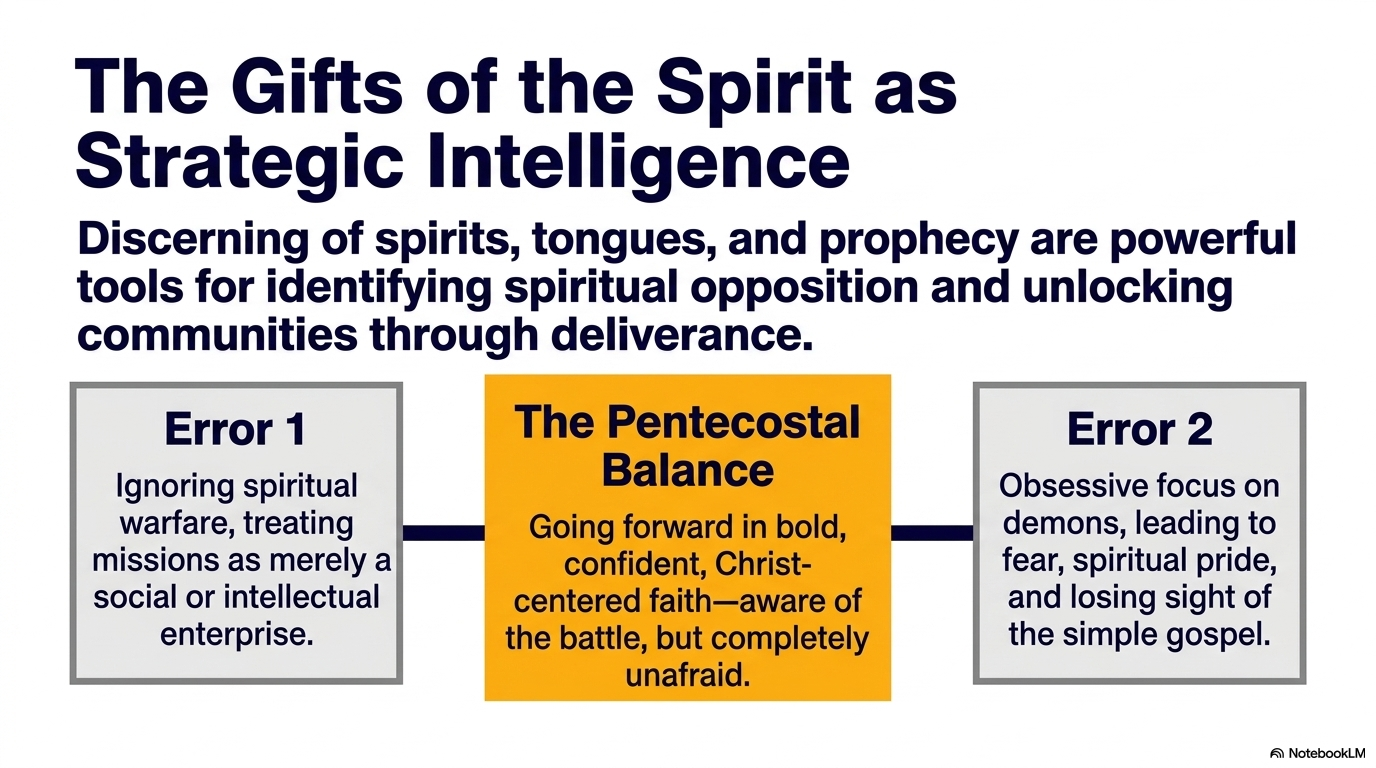 The Gifts of the Spirit as
Strategic Intelligence
Discerning of spirits, tongues, and prophecy are powerful
tools for identifying spiritual opposition and unlocking
communities through deliverance.
Error 1
Ignoring spiritual
warfare, treating
missions as merely a
social or intellectual
enterprise.
The Pentecostal
Balance
Going forward in bold,
confident, Christ-
centered faith—aware of
the battle, but completely
unafraid.
Error 2
Obsessive focus on
demons, leading to
fear, spiritual pride,
and losing sight of
the simple gospel.
NotebookLM